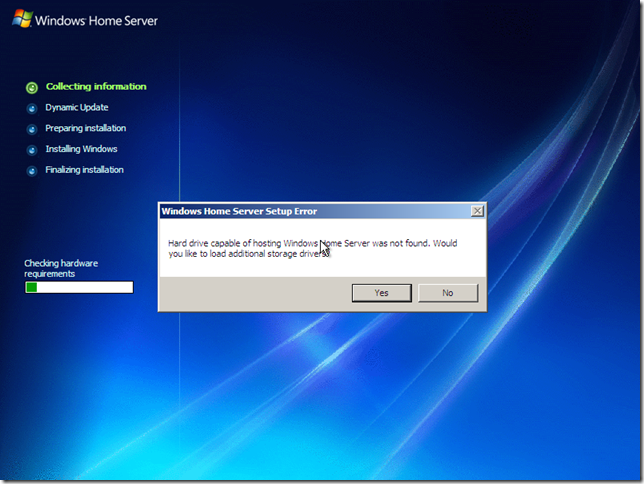 Windows Home Server
Collecting information
Dynamic Update
Preparing installation
Installing Windows
Finalizing installation
Windows Home Server Setup Error
Hard drive capable of hosting Windows Home Server was not found. Would
you like to load additional storage drivers?
Yes
No
Checking hardware
requirements